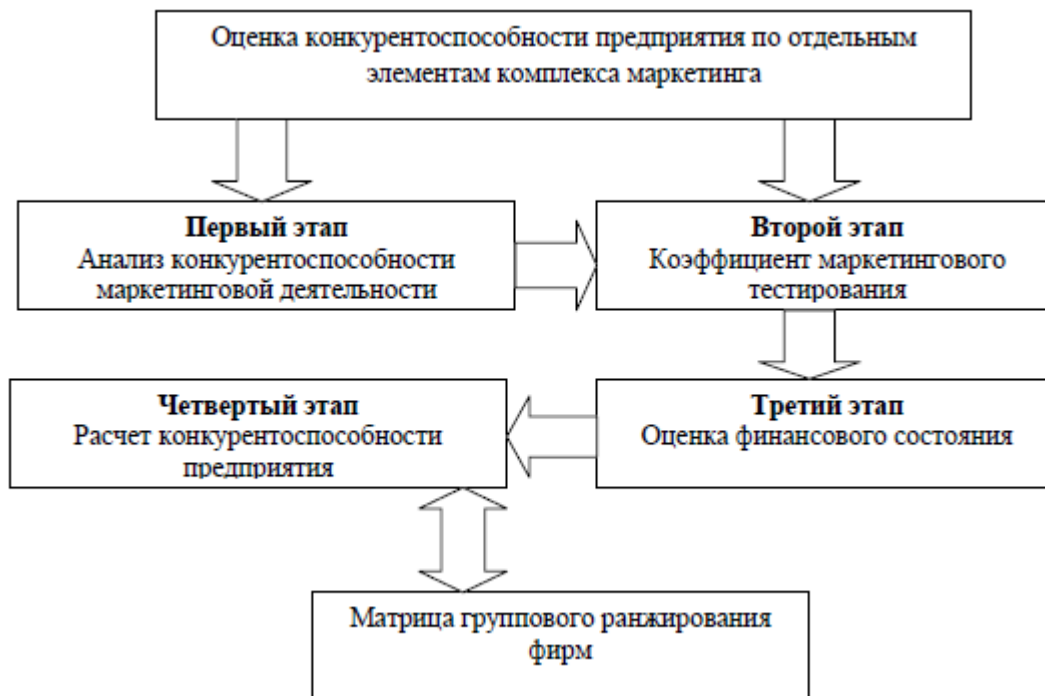 Оценка конкурентоспособности предприятия по отдельным
элементам комплекса маркетинга
Первый этап
Анализ конкурентоспособности
маркетинговой деятельности
Второй этап
Коэффициент маркетингового
тестирования
Четвертый этап
Расчет конкурентоспособности
предприятия
Третий этап
Оценка финансового состояния
Матрица группового ранжирования
фирм